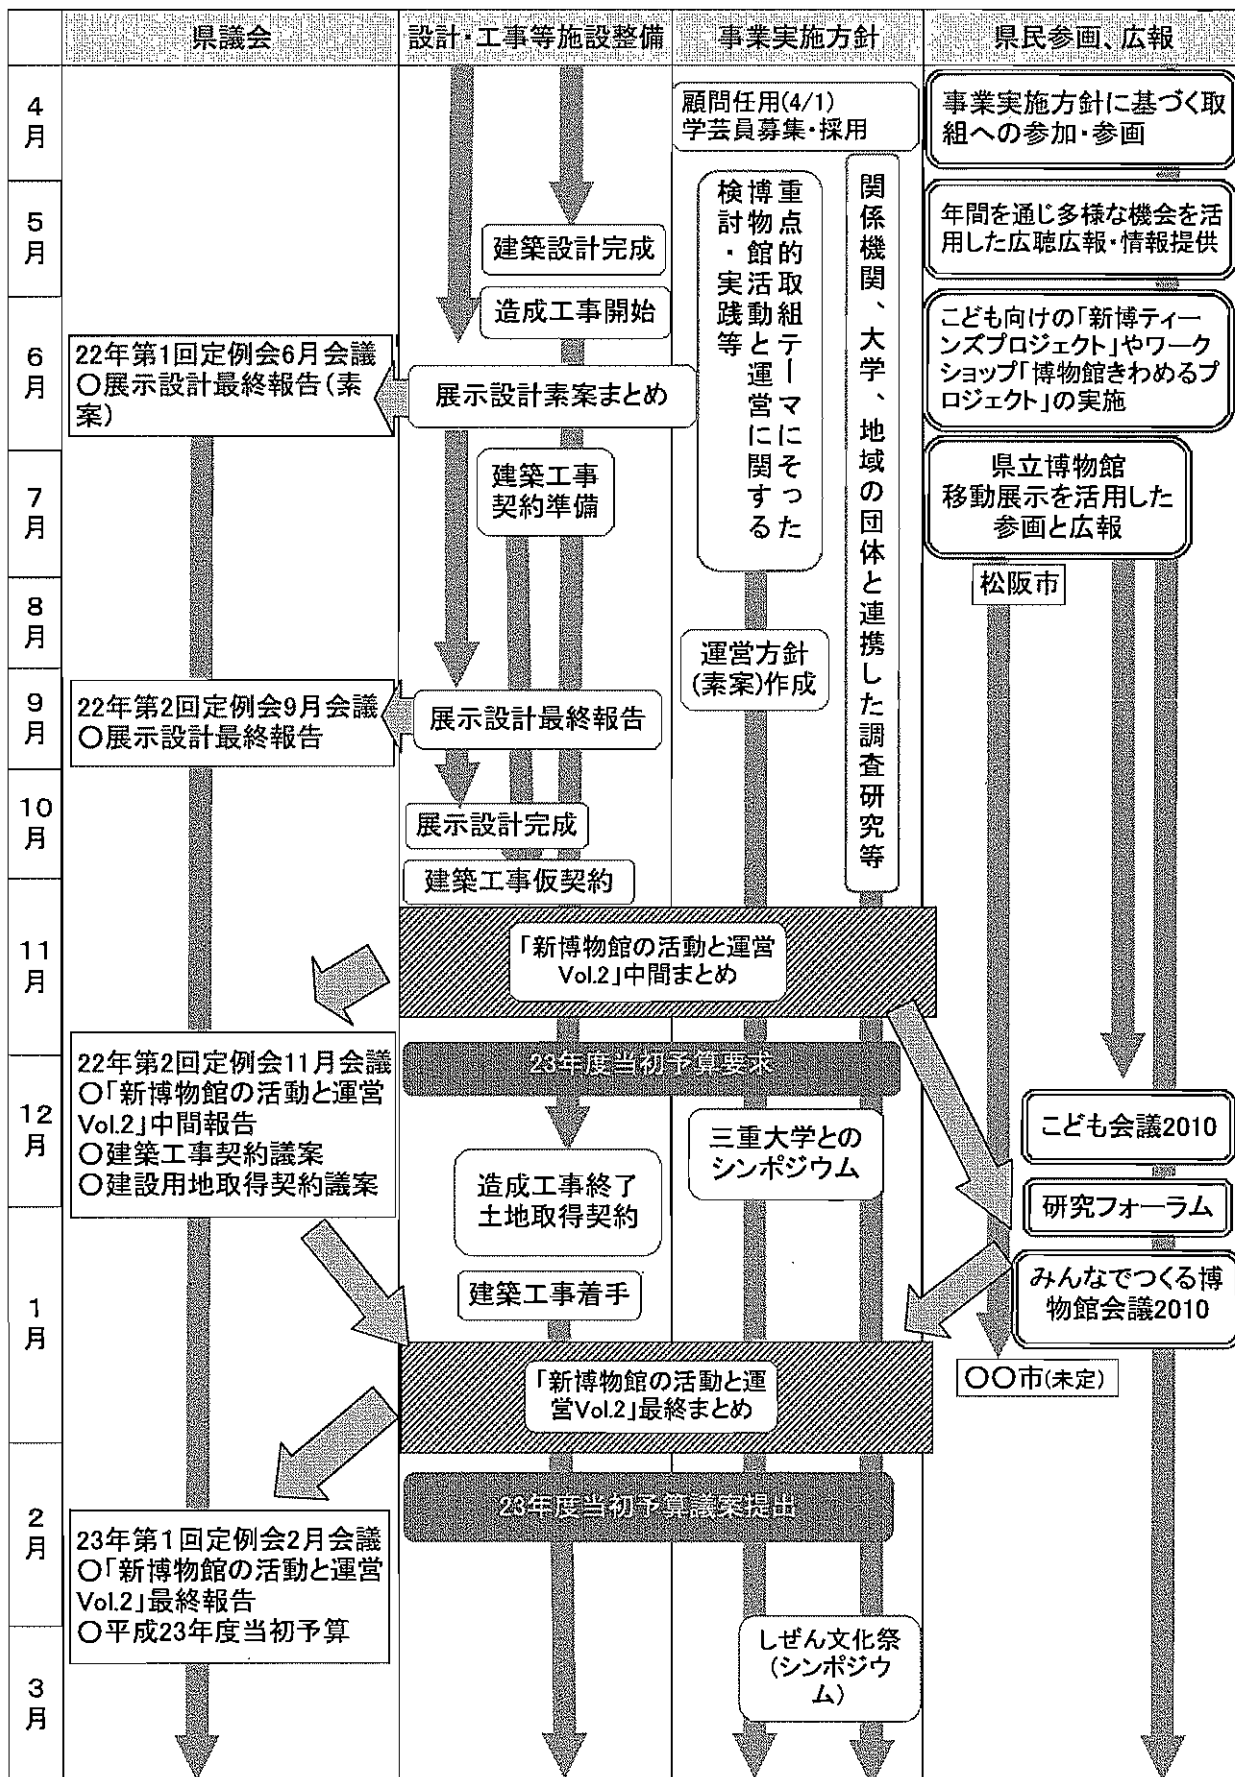 県議会
設計・工事等施設整備
事業実施方針
県民参画、広報
4
月
5
月
6
月
7
月
8
月
9
月
10
月
11
月
12
月
1
月
2
月
3
月
22年第1回定例会6月会議
〇展示設計最終報告(素
案)
22年第2回定例会9月会議
〇展示設計最終報告
22年第2回定例会11月会議
〇「新博物館の活動と運営
Vol.2」中間報告
〇建築工事契約議案
〇建設用地取得契約議案
23年第1回定例会2月会議
〇「新博物館の活動と運営
Vol.2」最終報告
〇平成23年度当初予算
建築設計完成
造成工事開始
展示設計素案まとめ
建築工事
契約準備
展示設計最終報告
展示設計完成
建築工事仮契約
「新博物館の活動と運営
Vol.2」中間まとめ
23年度当初予算要求
造成工事終了
土地取得契約
建築工事着手
「新博物館の活動と運
営Vol.2」最終まとめ
23年度当初予算議案提出
顧問任用(4/1)
学芸員募集・採用
重点的取組テーマにそった
博物館活動と運営に関する
検討・実践等
関係機関、大学、地域の団体と連携した調査研究等
運営方針
(素案)作成
三重大学との
シンポジウム
しぜん文化祭
(シンポジウ
ム)
事業実施方針に基づく取
組への参加・参画
年間を通じ多様な機会を活
用した広聴広報・情報提供
こども向けの「新博ティー
ンズプロジェクト」やワーク
ショップ「博物館きわめるプ
ロジェクト」の実施
県立博物館
移動展示を活用した
参画と広報
松阪市
こども会議2010
研究フォーラム
みんなでつくる博
物館会議2010
〇〇市(未定)